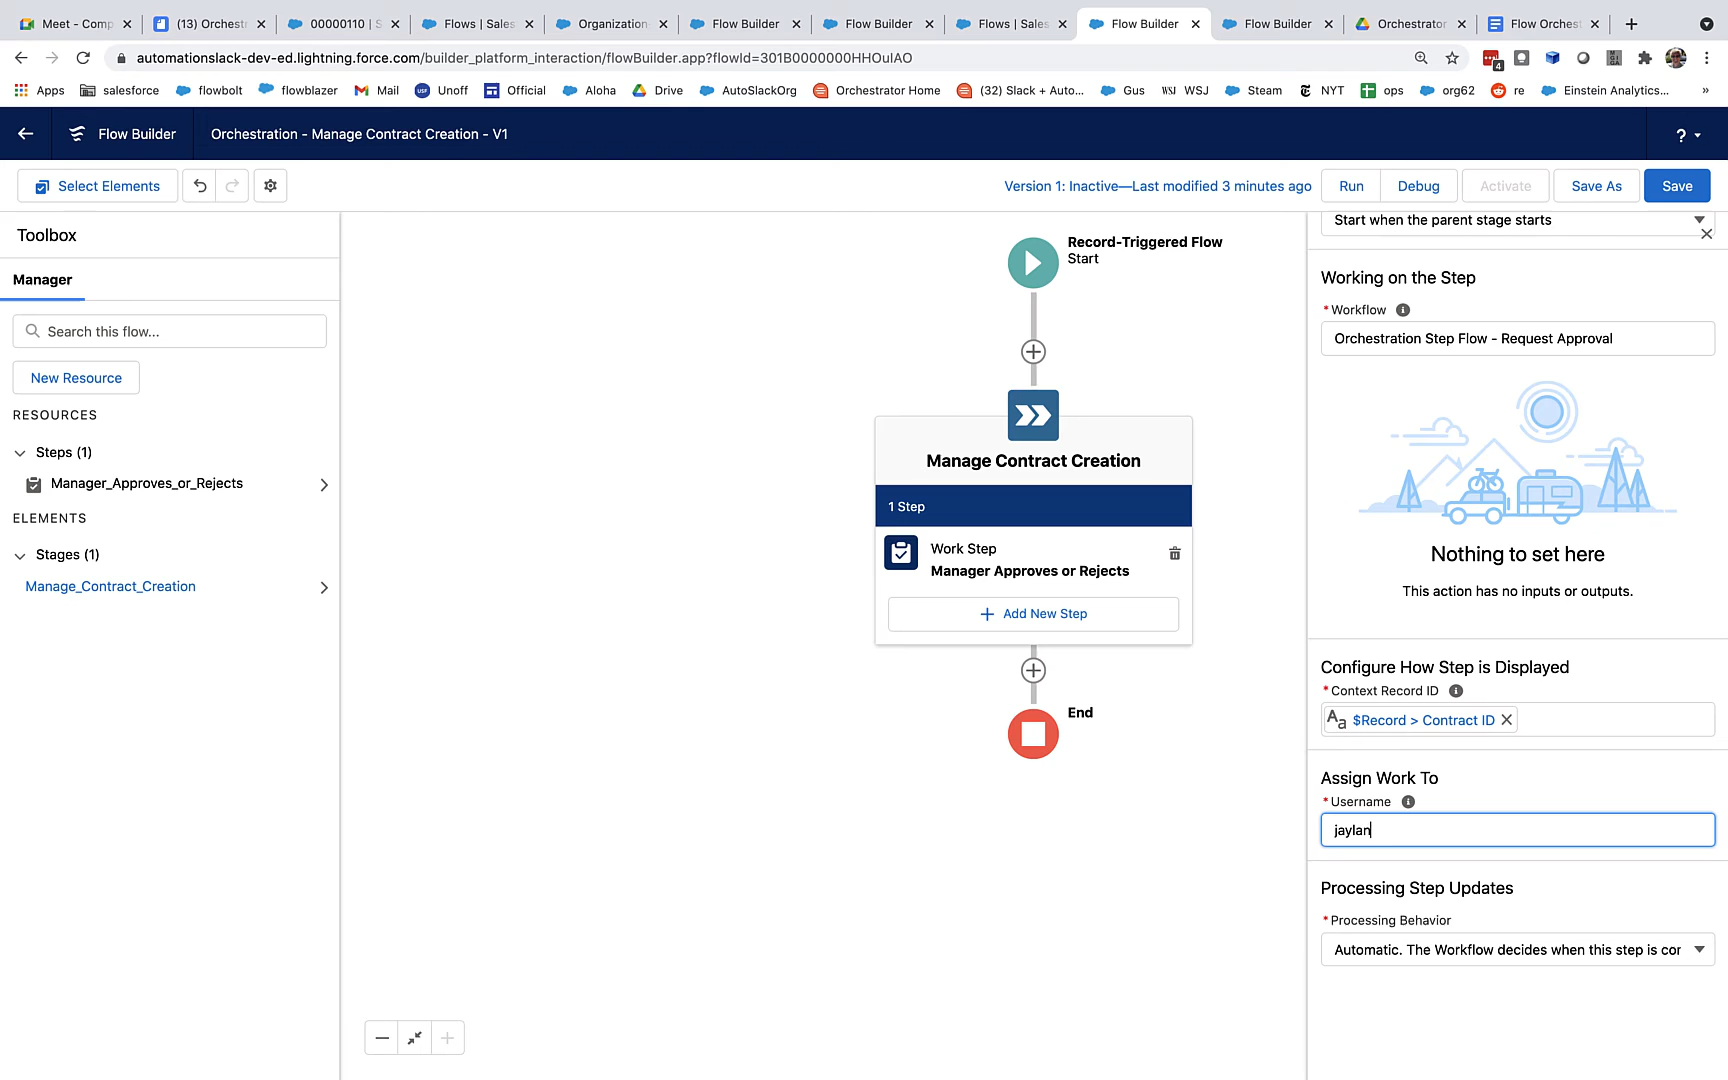 Meet - Comp
(13) Orchest
00000110 | S
Flows | Sales
Organization
Flow Builder
Flow Builder
Flows | Sales
Flow Builder
Flow Builder
Orchestrator
Flow Orches
automationslack-dev-ed.lightning.force.com/builder_platform_interaction/flowBuilder.app?flowId=301B0000000HHOuIAO
4
Apps
salesforce
flowbolt
flowblazer
Mail
Unoff
Official
Aloha
Drive
AutoSlackOrg
Orchestrator Home
(32) Slack + Auto...
Gus
WSJ WSJ
Steam
NYT
ops
org62
re
Einstein Analytics...
»
Flow Builder
Orchestration - Manage Contract Creation - V1
?
Select Elements
Version 1: Inactive—Last modified 3 minutes ago
Run
Debug
Activate
Save As
Save
Toolbox
Manager
Search this flow...
New Resource
RESOURCES
Steps (1)
Manager_Approves_or_Rejects
ELEMENTS
Stages (1)
Manage_Contract_Creation
Record-Triggered Flow
Start
Manage Contract Creation
1 Step
Work Step
Manager Approves or Rejects
Add New Step
End
Start when the parent stage starts
Working on the Step
* Workflow
Orchestration Step Flow - Request Approval
Nothing to set here
This action has no inputs or outputs.
Configure How Step is Displayed
* Context Record ID
Aa $Record > Contract ID
Assign Work To
* Username
jaylan
Processing Step Updates
* Processing Behavior
Automatic. The Workflow decides when this step is cor